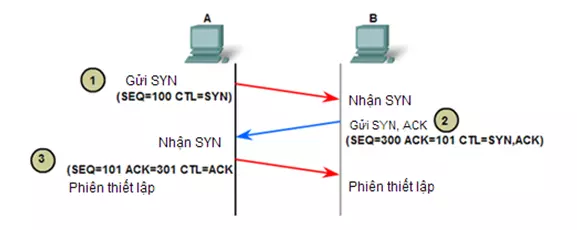 A
B
1
Gửi SYN
(SEQ=100 CTL=SYN)
Nhận SYN
Gửi SYN, ACK
2
(SEQ=300 ACK=101 CTL=SYN,ACK)
Nhận SYN
3
(SEQ=101 ACK=301 CTL=ACK
Phiên thiết lập
Phiên thiết lập